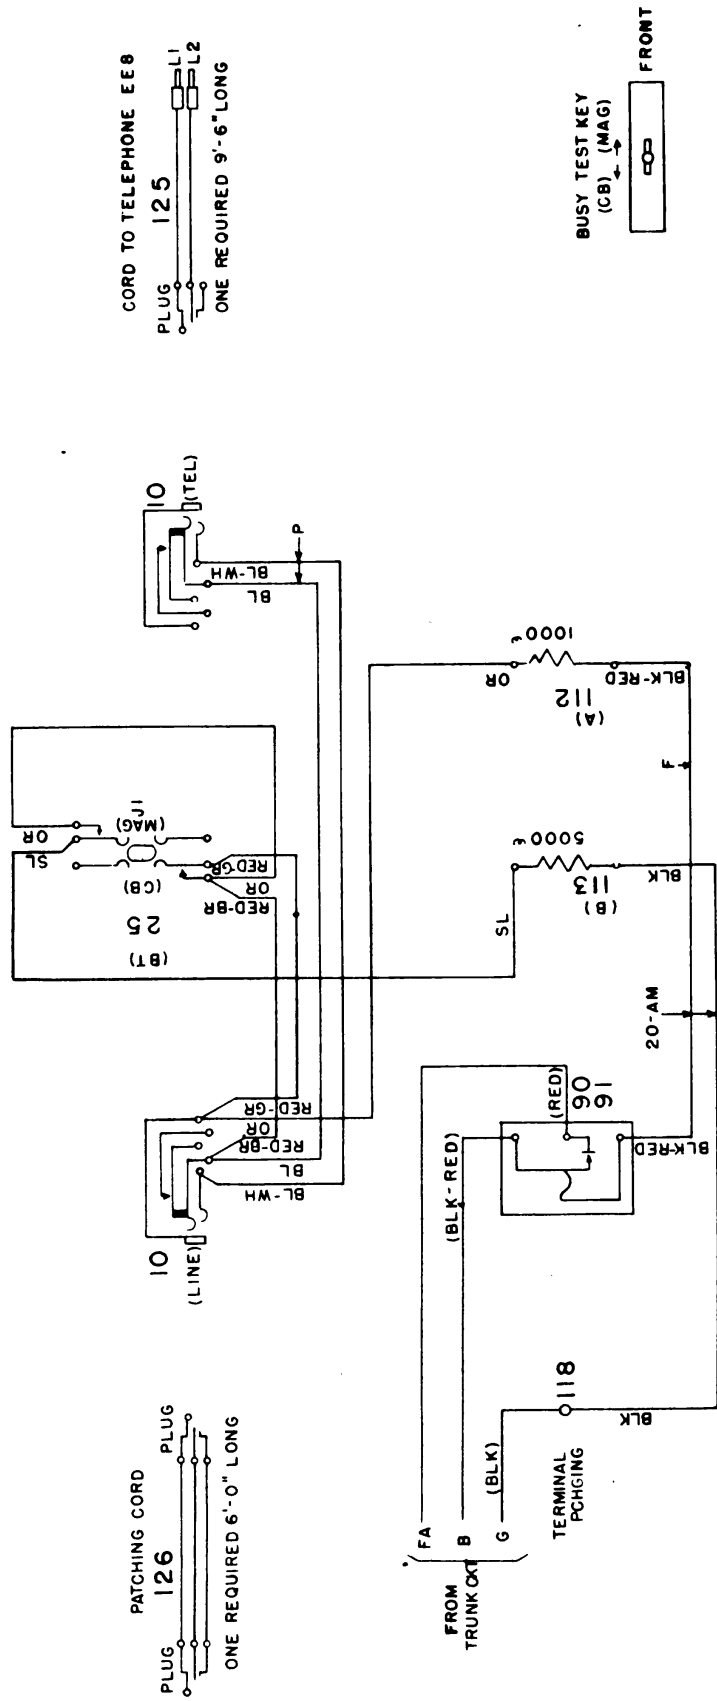 PATCHING CORD
126
PLUG
PLUG
ONE REQUIRED 6'-0" LONG
CORD TO TELEPHONE EE8
125
PLUG
L1
L2
ONE REQUIRED 9'-6" LONG
10
(LINE)
RED-GR
OR
RED-BR
BL
BL-WH
(BT)
25
(CB)
(MAG)
J1
SL
OR
RED-GR
OR
RED-BR
10
(TEL)
BL-WH
BL
P
BUSY TEST KEY
(CB) (MAG)
FRONT
FROM
TRUNK CKT
FA
B
G
(BLK)
(BLK-RED)
(RED)
90
91
BLK-RED
TERMINAL
PCHGING
118
BLK
20-AM
SL
(B)
113
5000 ω
BLK
F
OR
(A)
112
1000 ω
BLK-RED